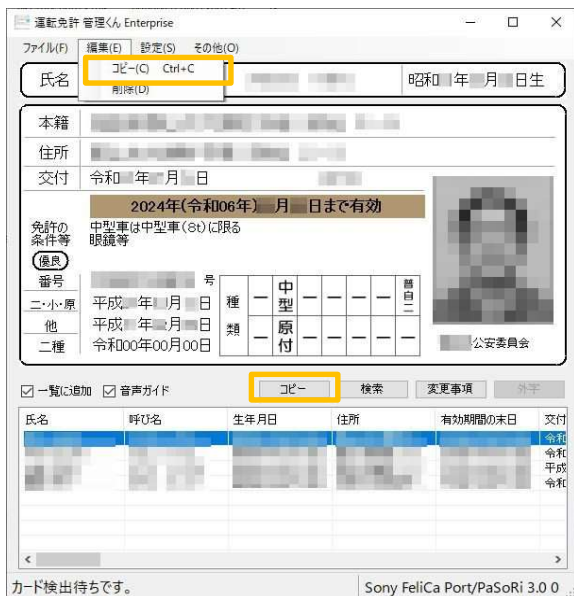 運転免許 管理くん Enterprise
ファイル(F) 編集(E) 設定(S) その他(O)
コピー(C) Ctrl+C
削除(D)
氏名 昭和 年 月 日生
本籍
住所
交付 令和 年 月 日
2024年(令和06年) 月 日まで有効
免許の
条件等
中型車は中型車(8t)に限る
眼鏡等
優良
番号 号
二・小・原 平成 年 月 日
他 平成 年 月 日
二種 令和00年00月00日
種類
ー 中型 ー ー ー ー 普自二
ー 原付 ー ー ー ー
公安委員会
一覧に追加 音声ガイド コピー 検索 変更事項 外字
氏名 呼び名 生年月日 住所 有効期間の末日 交付
令和
令和
平成
令和
カード検出待ちです。 Sony FeliCa Port/PaSoRi 3.0 0